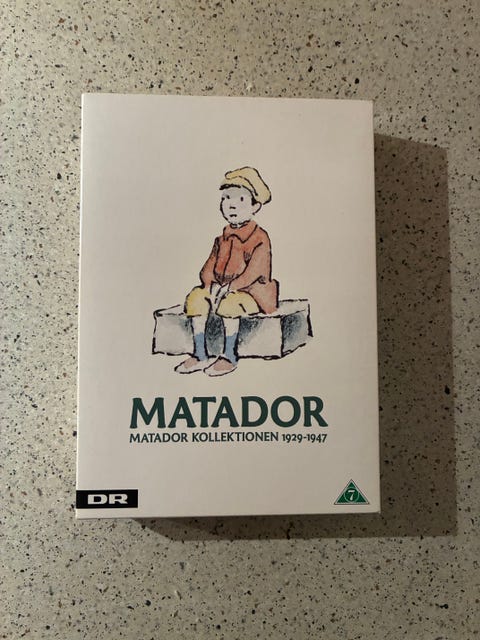 MATADOR
MATADOR KOLLEKTIONEN 1929-1947
DR
7